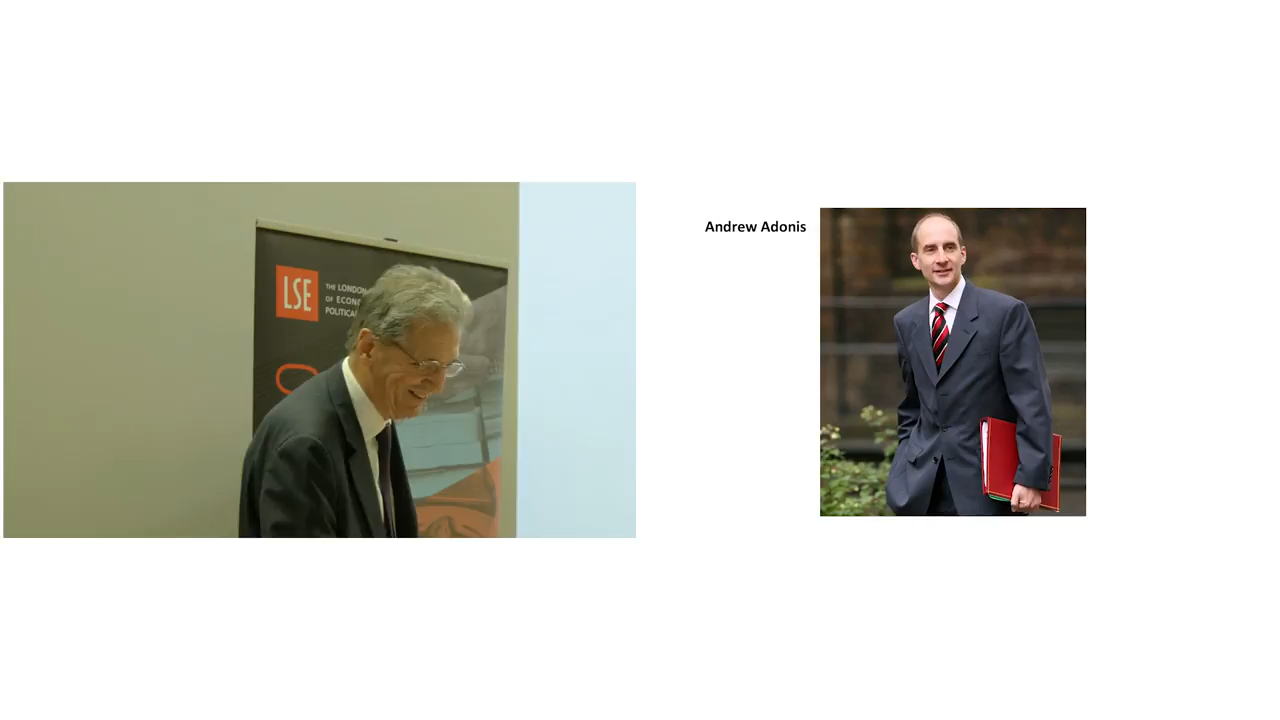 LSE
THE LONDON
OF ECONO
POLITICA
Andrew Adonis